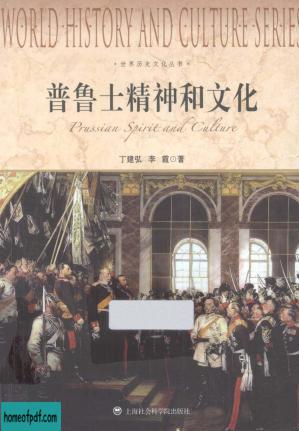 WORLD HISTORY AND CULTURE SERIES
·世界历史文化丛书·
普鲁士精神和文化
Prussian Spirit and Culture
丁建弘 李霞◎著
上海社会科学院出版社
homeofpdf.com